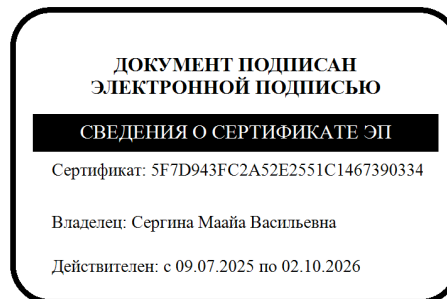 ДОКУМЕНТ ПОДПИСАН
ЭЛЕКТРОННОЙ ПОДПИСЬЮ
СВЕДЕНИЯ О СЕРТИФИКАТЕ ЭП
Сертификат: 5F7D943FC2A52E2551C1467390334
Владелец: Сергина Маайа Васильевна
Действителен: с 09.07.2025 по 02.10.2026